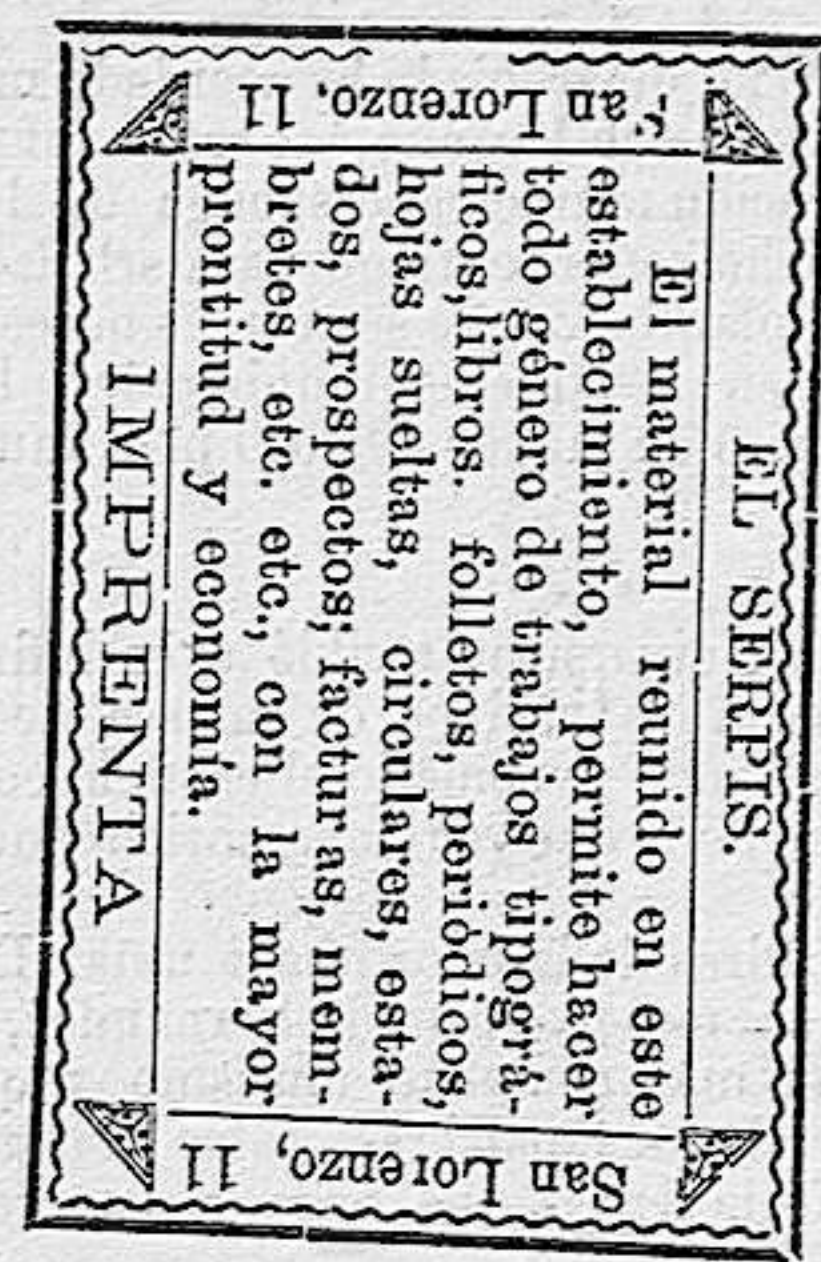 EL SERPIS.
San Lorenzo, 11
El material reunido en este
establecimiento, permite hacer
todo género de trabajos tipográ-
ficos, libros. folletos, periódicos,
hojas sueltas, circulares, esta-
dos, prospectos; facturas, mem-
bretes, etc. etc., con la mayor
prontitud y economía.
San Lorenzo, 11
IMPRENTA